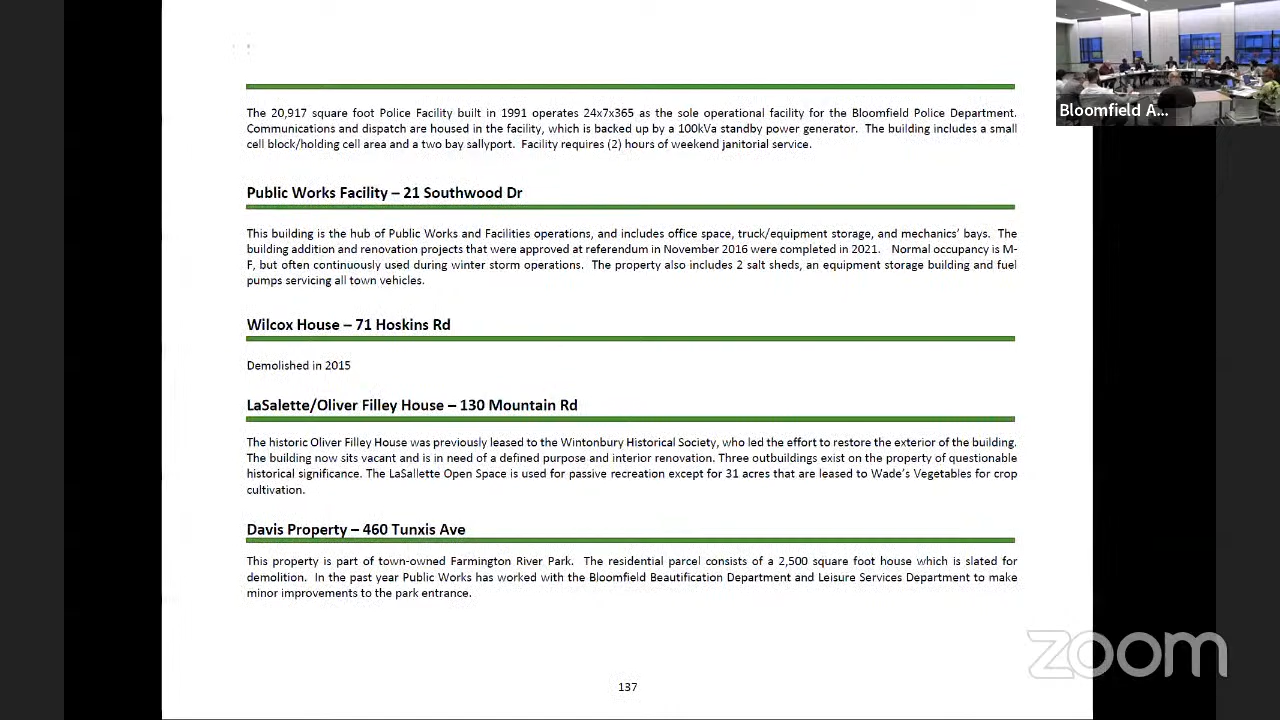 The 20,917 square foot Police Facility built in 1991 operates 24x7x365 as the sole operational facility for the Bloomfield Police Department.
Communications and dispatch are housed in the facility, which is backed up by a 100kVa standby power generator. The building includes a small
cell block/holding cell area and a two bay sallyport. Facility requires (2) hours of weekend janitorial service.
Public Works Facility – 21 Southwood Dr
This building is the hub of Public Works and Facilities operations, and includes office space, truck/equipment storage, and mechanics’ bays. The
building addition and renovation projects that were approved at referendum in November 2016 were completed in 2021. Normal occupancy is M-
F, but often continuously used during winter storm operations. The property also includes 2 salt sheds, an equipment storage building and fuel
pumps servicing all town vehicles.
Wilcox House – 71 Hoskins Rd
Demolished in 2015
LaSalette/Oliver Filley House – 130 Mountain Rd
The historic Oliver Filley House was previously leased to the Wintonbury Historical Society, who led the effort to restore the exterior of the building.
The building now sits vacant and is in need of a defined purpose and interior renovation. Three outbuildings exist on the property of questionable
historical significance. The LaSallette Open Space is used for passive recreation except for 31 acres that are leased to Wade’s Vegetables for crop
cultivation.
Davis Property – 460 Tunxis Ave
This property is part of town-owned Farmington River Park. The residential parcel consists of a 2,500 square foot house which is slated for
demolition. In the past year Public Works has worked with the Bloomfield Beautification Department and Leisure Services Department to make
minor improvements to the park entrance.
137
Bloomfield A...
zoom